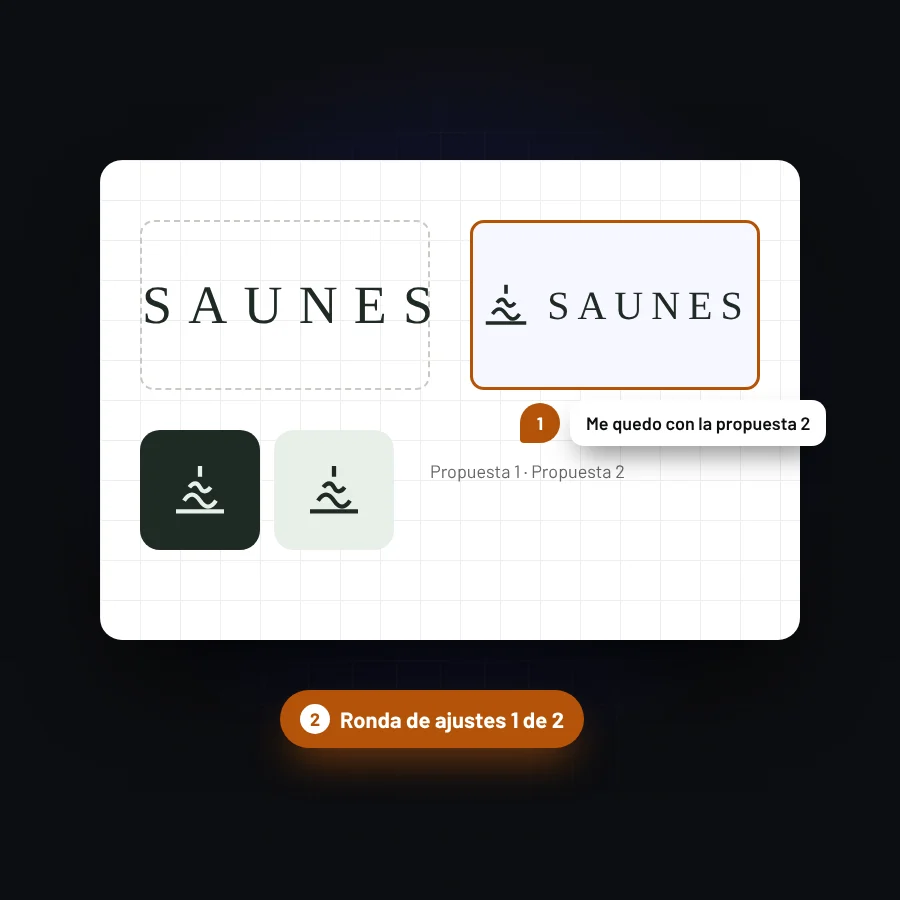 SAUNES
SAUNES
1
Me quedo con la propuesta 2
Propuesta 1 · Propuesta 2
2
Ronda de ajustes 1 de 2